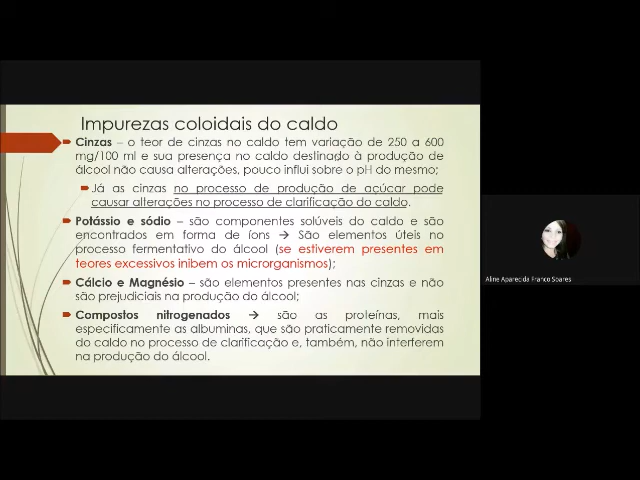 Impurezas coloidais do caldo
Cinzas – o teor de cinzas no caldo tem variação de 250 a 600
mg/100 ml e sua presença no caldo destinado à produção de
álcool não causa alterações, pouco influi sobre o pH do mesmo;
Já as cinzas no processo de produção de açúcar pode
causar alterações no processo de clarificação do caldo.
Potássio e sódio – são componentes solúveis do caldo e são
encontrados em forma de íons → São elementos úteis no
processo fermentativo do álcool (se estiverem presentes em
teores excessivos inibem os microrganismos);
Cálcio e Magnésio – são elementos presentes nas cinzas e não
são prejudiciais na produção do álcool;
Compostos nitrogenados → são as proteínas, mais
especificamente as albuminas, que são praticamente removidas
do caldo no processo de clarificação e, também, não interferem
na produção do álcool.
Aline Aparecida Franco Soares